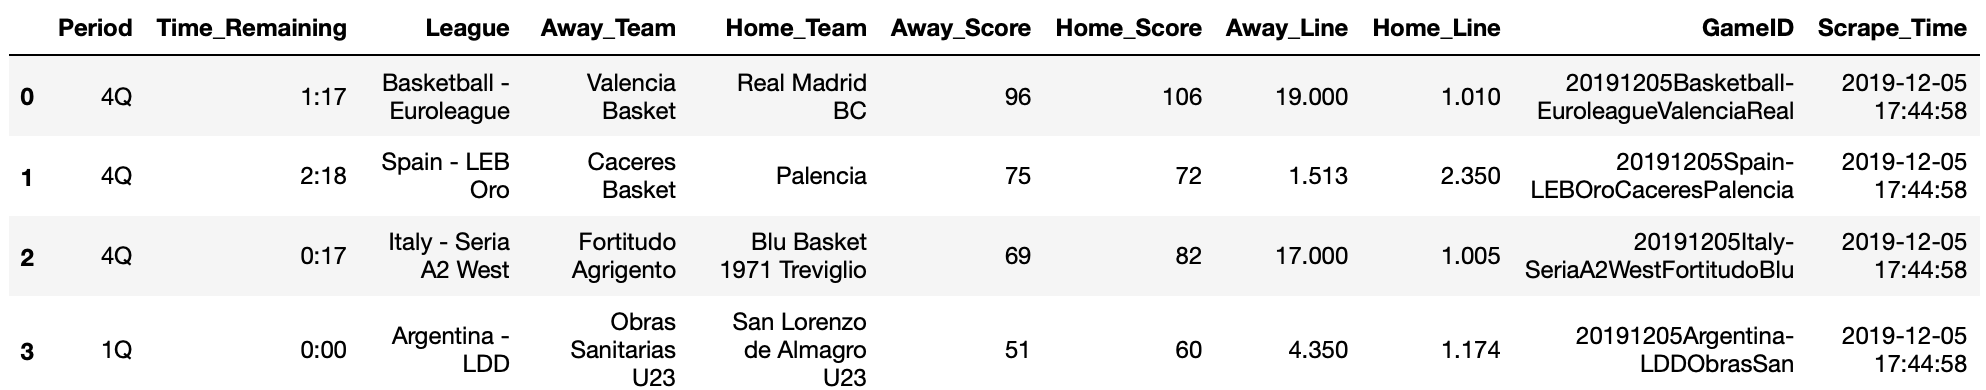 Period Time_Remaining League Away_Team Home_Team Away_Score Home_Score Away_Line Home_Line GameID Scrape_Time
0 4Q 1:17 Basketball - Euroleague Valencia Basket Real Madrid BC 96 106 19.000 1.010 20191205Basketball-EuroleagueValenciaReal 2019-12-05 17:44:58
1 4Q 2:18 Spain - LEB Oro Caceres Basket Palencia 75 72 1.513 2.350 20191205Spain-LEBOroCaceresPalencia 2019-12-05 17:44:58
2 4Q 0:17 Italy - Seria A2 West Fortitudo Agrigento Blu Basket 1971 Treviglio 69 82 17.000 1.005 20191205Italy-SeriaA2WestFortitudoBlu 2019-12-05 17:44:58
3 1Q 0:00 Argentina - LDD Obras Sanitarias U23 San Lorenzo de Almagro U23 51 60 4.350 1.174 20191205Argentina-LDDObrasSan 2019-12-05 17:44:58